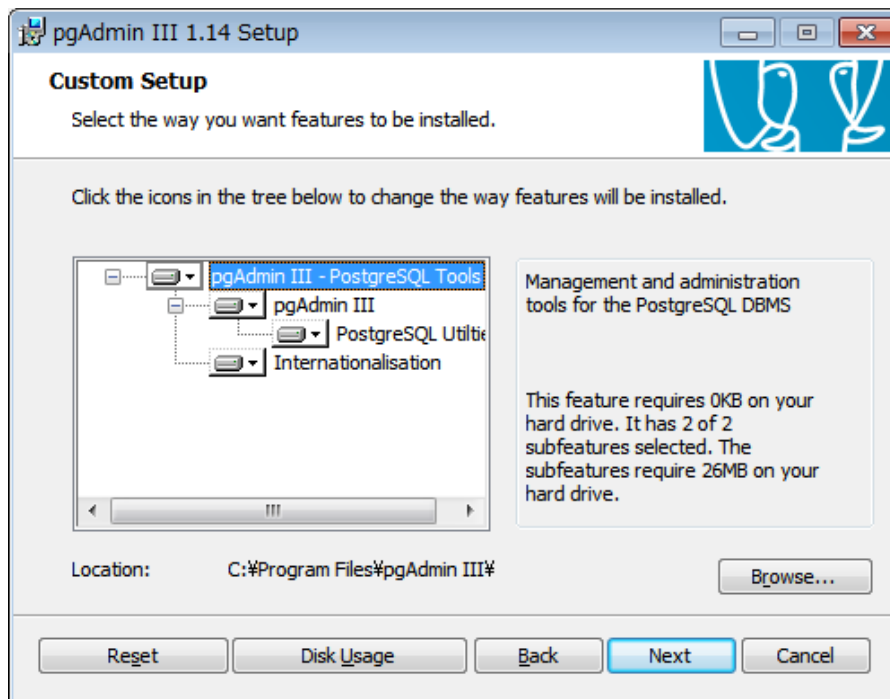 pgAdmin III 1.14 Setup
Custom Setup
Select the way you want features to be installed.
Click the icons in the tree below to change the way features will be installed.
pgAdmin III - PostgreSQL Tools
pgAdmin III
PostgreSQL Utilitie
Internationalisation
Management and administration
tools for the PostgreSQL DBMS
This feature requires 0KB on your
hard drive. It has 2 of 2
subfeatures selected. The
subfeatures require 26MB on your
hard drive.
Location:
C:¥Program Files¥pgAdmin III¥
Browse...
Reset
Disk Usage
Back
Next
Cancel